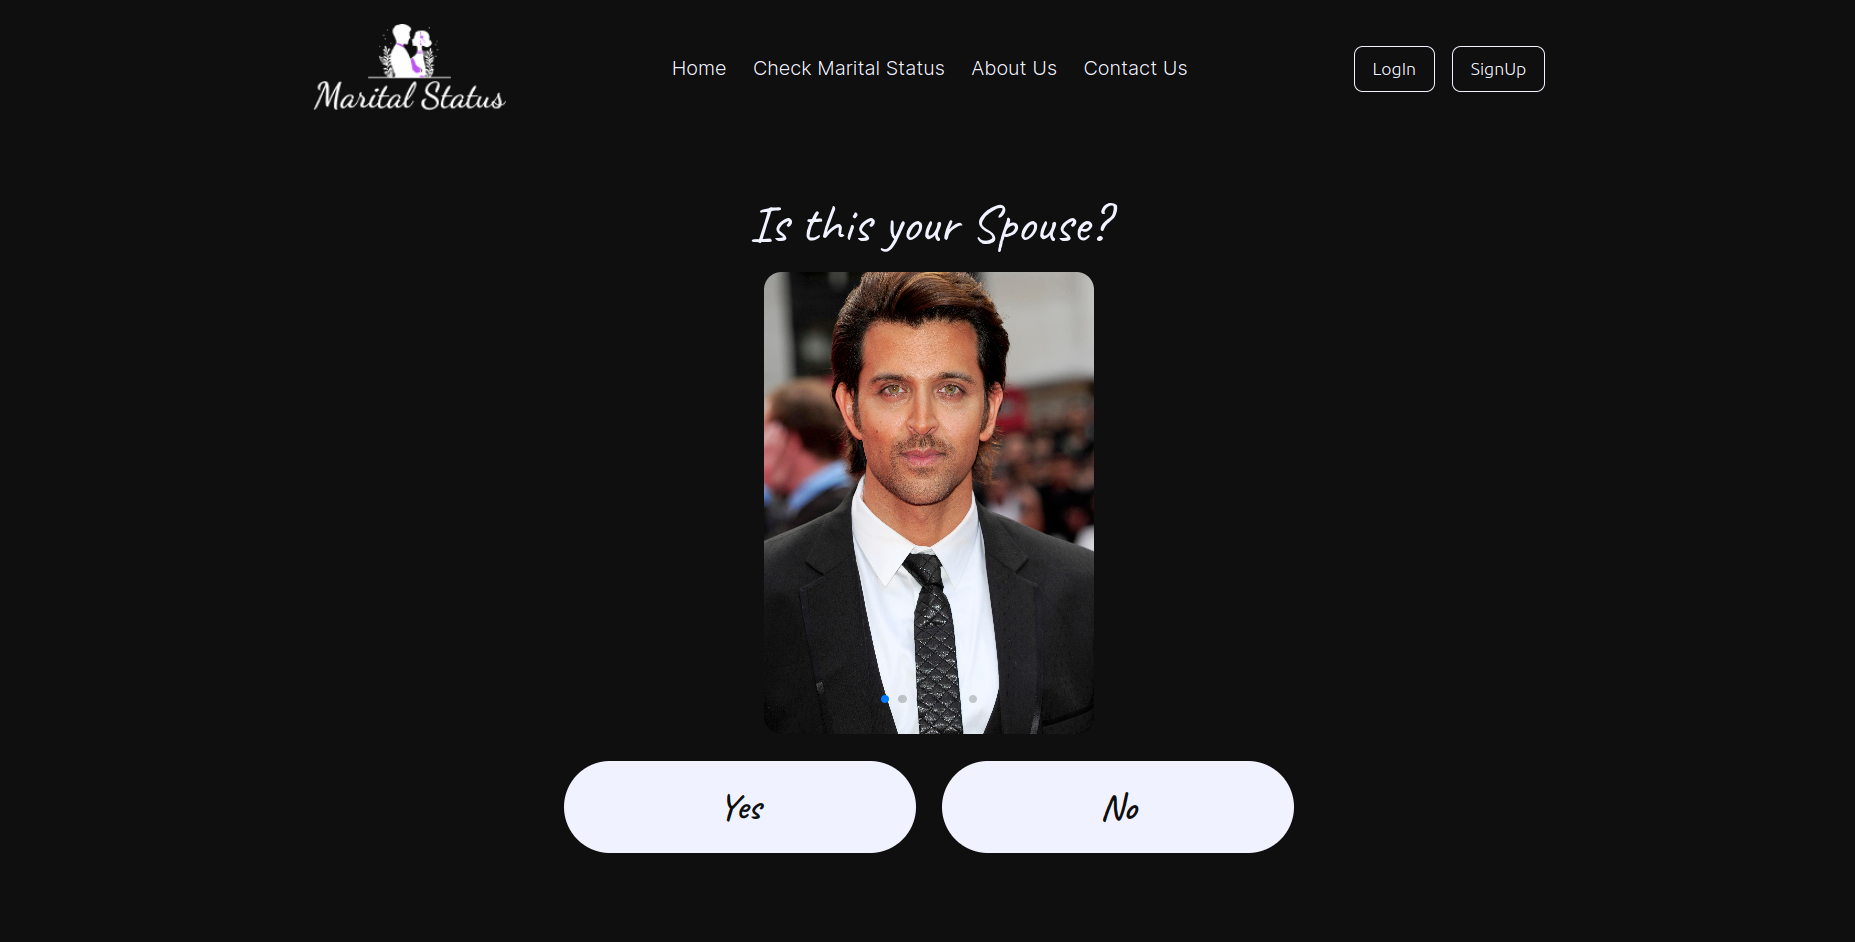 Marital Status
Home Check Marital Status About Us Contact Us
LogIn SignUp
Is this your Spouse?
Yes No